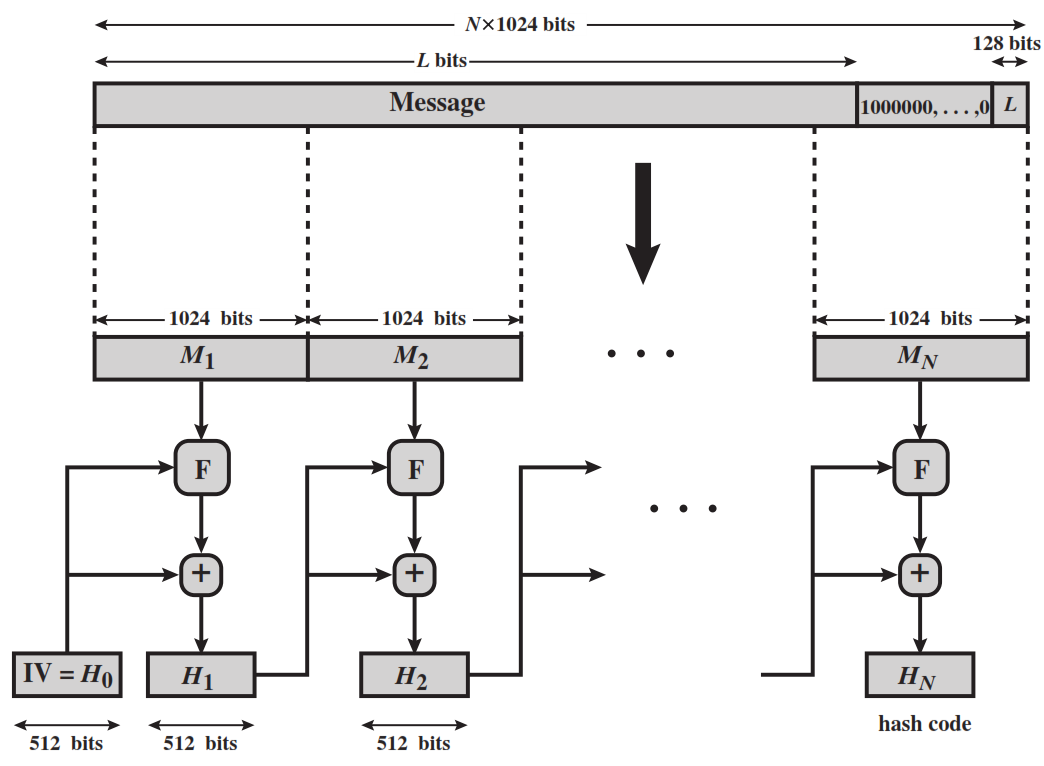 N×1024 bits
128 bits
L bits
Message
1000000, . . . ,0
L
1024 bits
1024 bits
1024 bits
M1
M2
. . .
MN
F
F
F
. . .
+
+
+
IV = H0
H1
H2
HN
512 bits
512 bits
512 bits
hash code